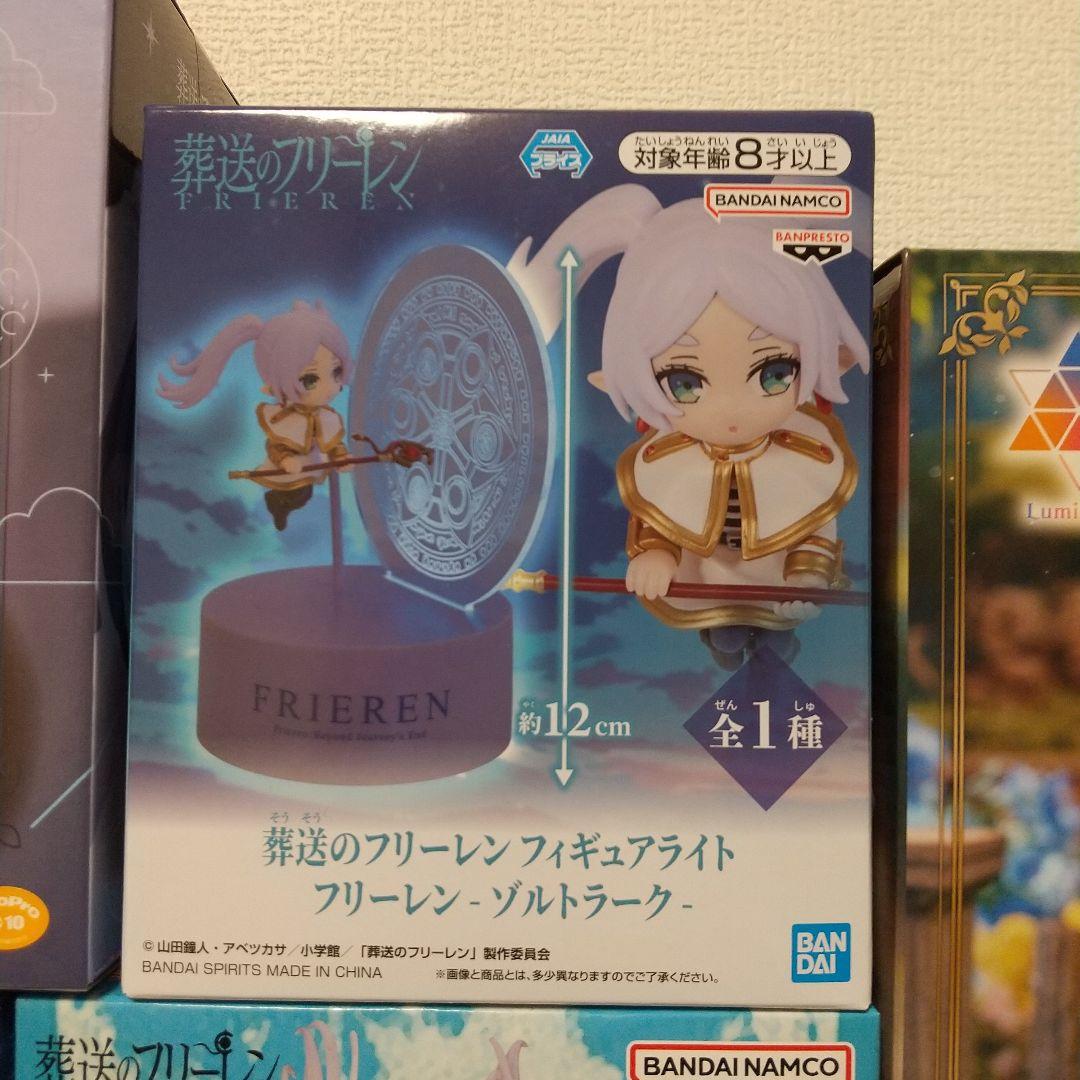 葬送のフリーレン
FRIEREN
JAIA
プライズ
たいしょうねんれい さい い じょう
対象年齢8才以上
BANDAI NAMCO
BANPRESTO
FRIEREN
Frieren: Beyond Journey's End
やく
約12cm
ぜん しゅ
全1種
そう そう
葬送のフリーレン フィギュアライト
フリーレン - ゾルトラーク -
© 山田鐘人・アベツカサ/小学館/「葬送のフリーレン」製作委員会
BANDAI SPIRITS MADE IN CHINA
※画像と商品とは、多少異なりますのでご了承ください。
BAN
DAI
Lumi
oPro
10
葬送のフリーレン
BANDAI NAMCO